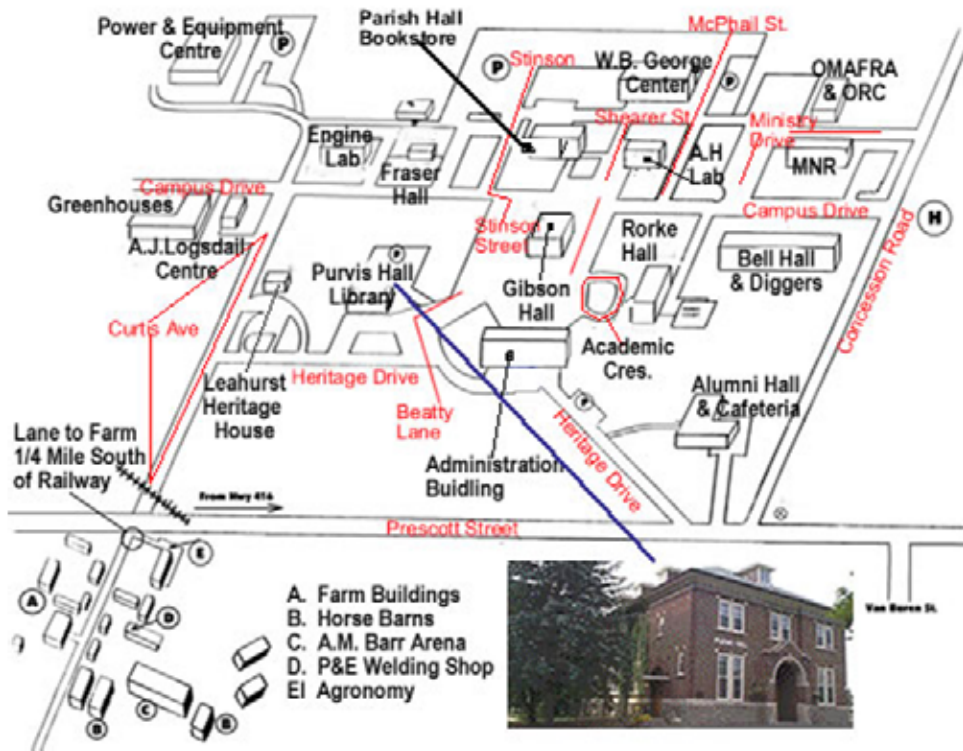 Power & Equipment
Centre
P
Parish Hall
Bookstore
P
Stinson
McPhail St.
W.B. George
Center
P
OMAFRA
& ORC
Engine
Lab
Fraser
Hall
Shearer St.
A.H
Lab
Ministry
Drive
MNR
Campus Drive
Greenhouses
A.J.Logsdail
Centre
Stinson
Street
Campus Drive
H
Purvis Hall
Library
P
Gibson
Hall
Rorke
Hall
Bell Hall
& Diggers
Concession Road
Curtis Ave
Leahurst
Heritage
House
Heritage Drive
Beatty
Lane
Academic
Cres.
Alumni Hall
& Cafeteria
P
Heritage Drive
Administration
Buidling
Lane to Farm
1/4 Mile South
of Railway
From Hwy 416
Prescott Street
Van Buren St.
E
A
D
B
C
B
A. Farm Buildings
B. Horse Barns
C. A.M. Barr Arena
D. P&E Welding Shop
El Agronomy